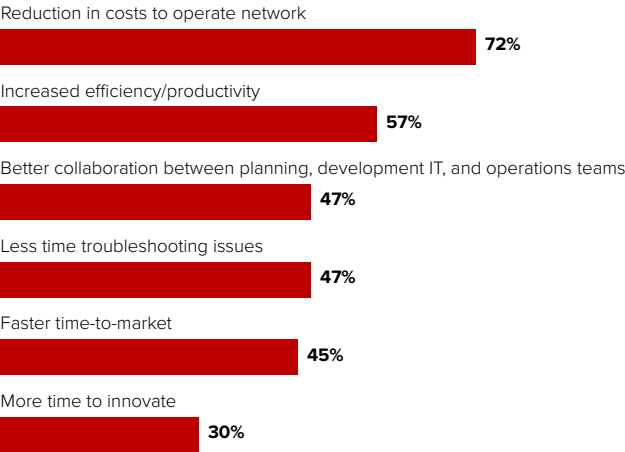 Reduction in costs to operate network
72%
Increased efficiency/productivity
57%
Better collaboration between planning, development IT, and operations teams
47%
Less time troubleshooting issues
47%
Faster time-to-market
45%
More time to innovate
30%